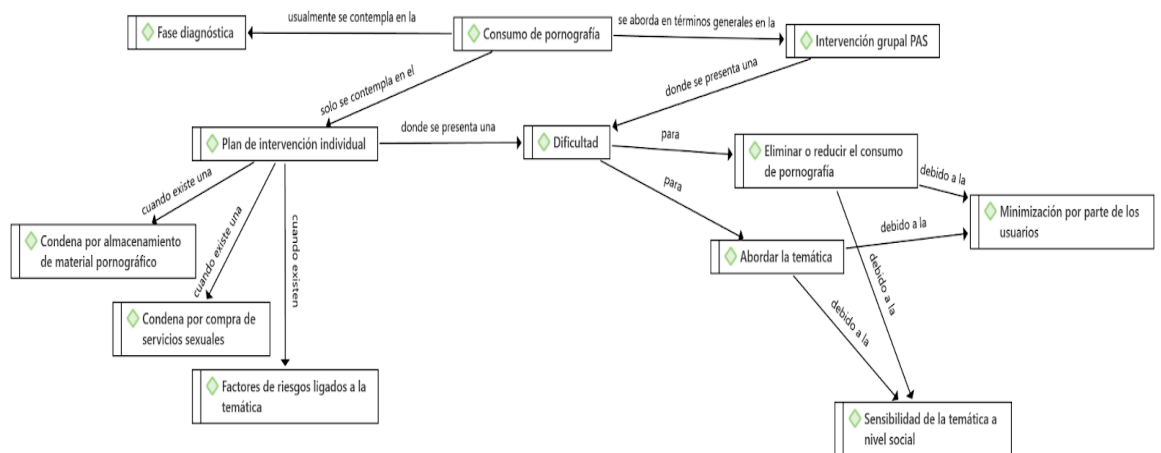 usualmente se contempla en la
se aborda en términos generales en la
Fase diagnóstica
Consumo de pornografía
Intervención grupal PAS
solo se contempla en el
donde se presenta una
Plan de intervención individual
donde se presenta una
Dificultad
para
Eliminar o reducir el consumo
de pornografía
para
debido a la
cuando existe una
Minimización por parte de los
usuarios
debido a la
Condena por almacenamiento
de material pornográfico
cuando existe una
cuando existen
Abordar la temática
debido a la
debido a la
Condena por compra de
servicios sexuales
Factores de riesgos ligados a la
temática
Sensibilidad de la temática a
nivel social